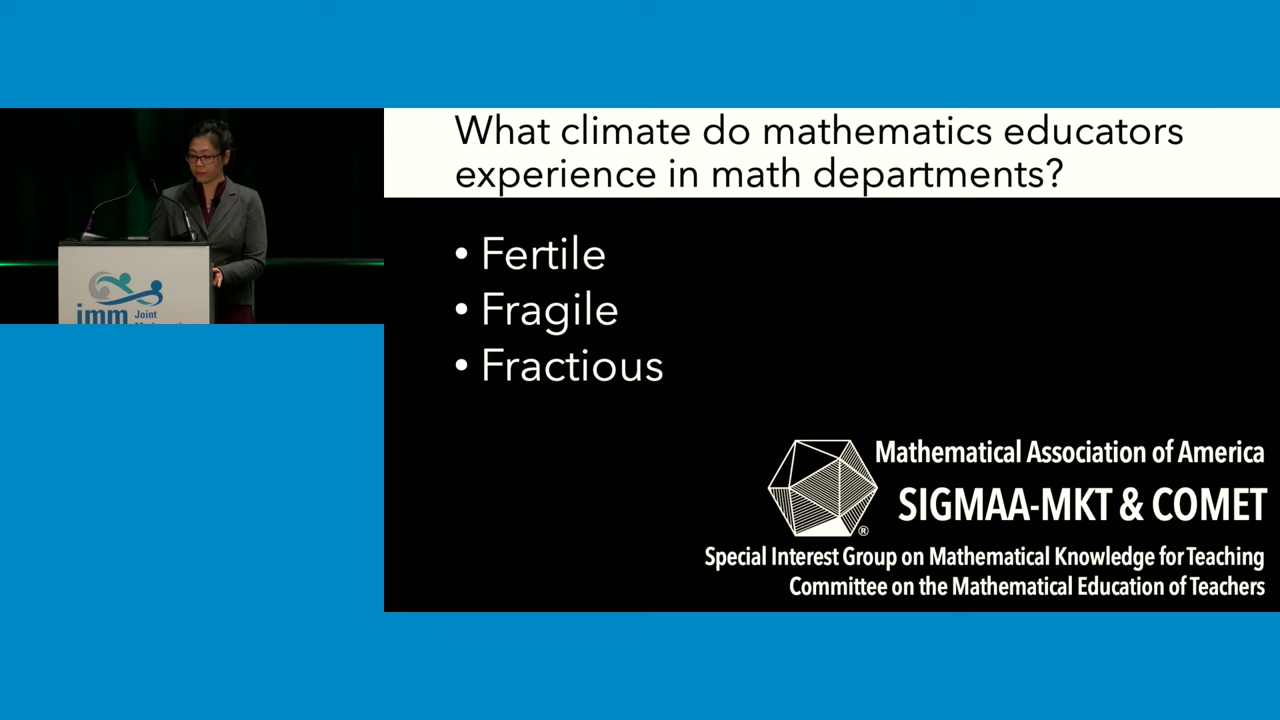 What climate do mathematics educators
experience in math departments?
• Fertile
• Fragile
• Fractious
Mathematical Association of America
SIGMAA-MKT & COMET
®
Special Interest Group on Mathematical Knowledge for Teaching
Committee on the Mathematical Education of Teachers
jmm Joint